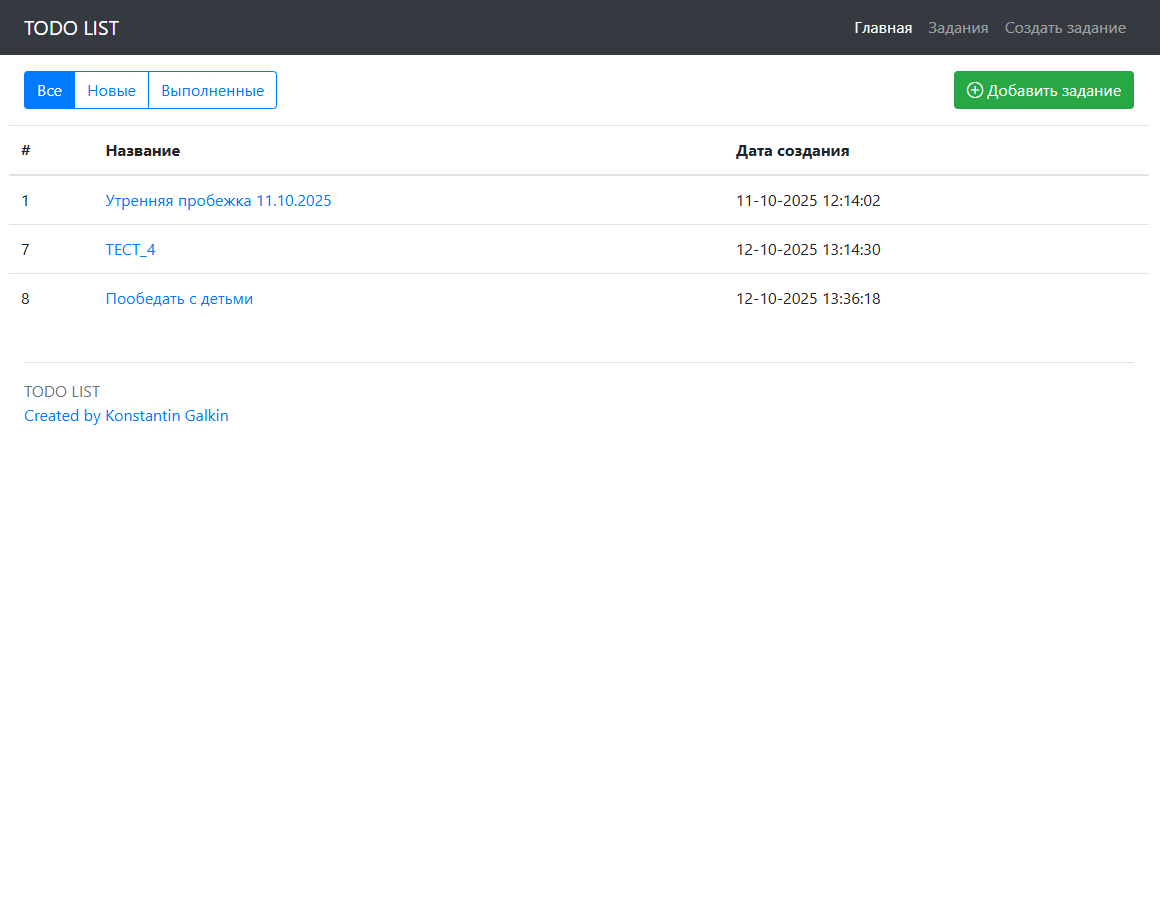 TODO LIST Главная Задания Создать задание
Все Новые Выполненные Добавить задание
# Название Дата создания
1 Утренняя пробежка 11.10.2025 11-10-2025 12:14:02
7 ТЕСТ_4 12-10-2025 13:14:30
8 Пообедать с детьми 12-10-2025 13:36:18
TODO LIST
Created by Konstantin Galkin